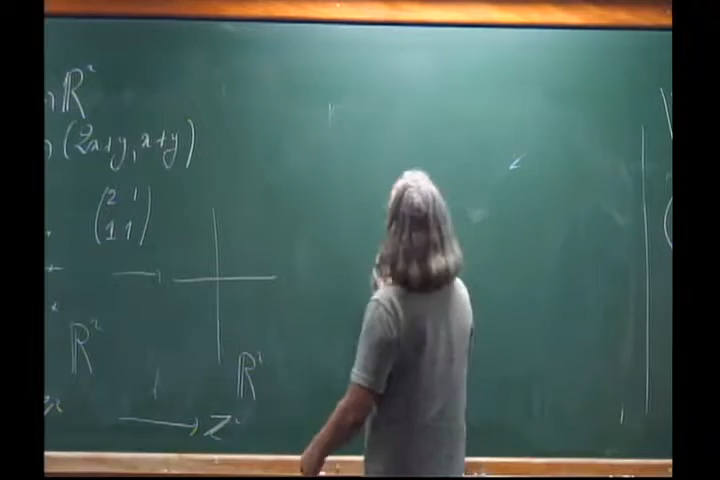 ℝ²
(2x+y, x+y)
(2 1
1 1)
→
ℝ²
ℝ²
→ ℤ²